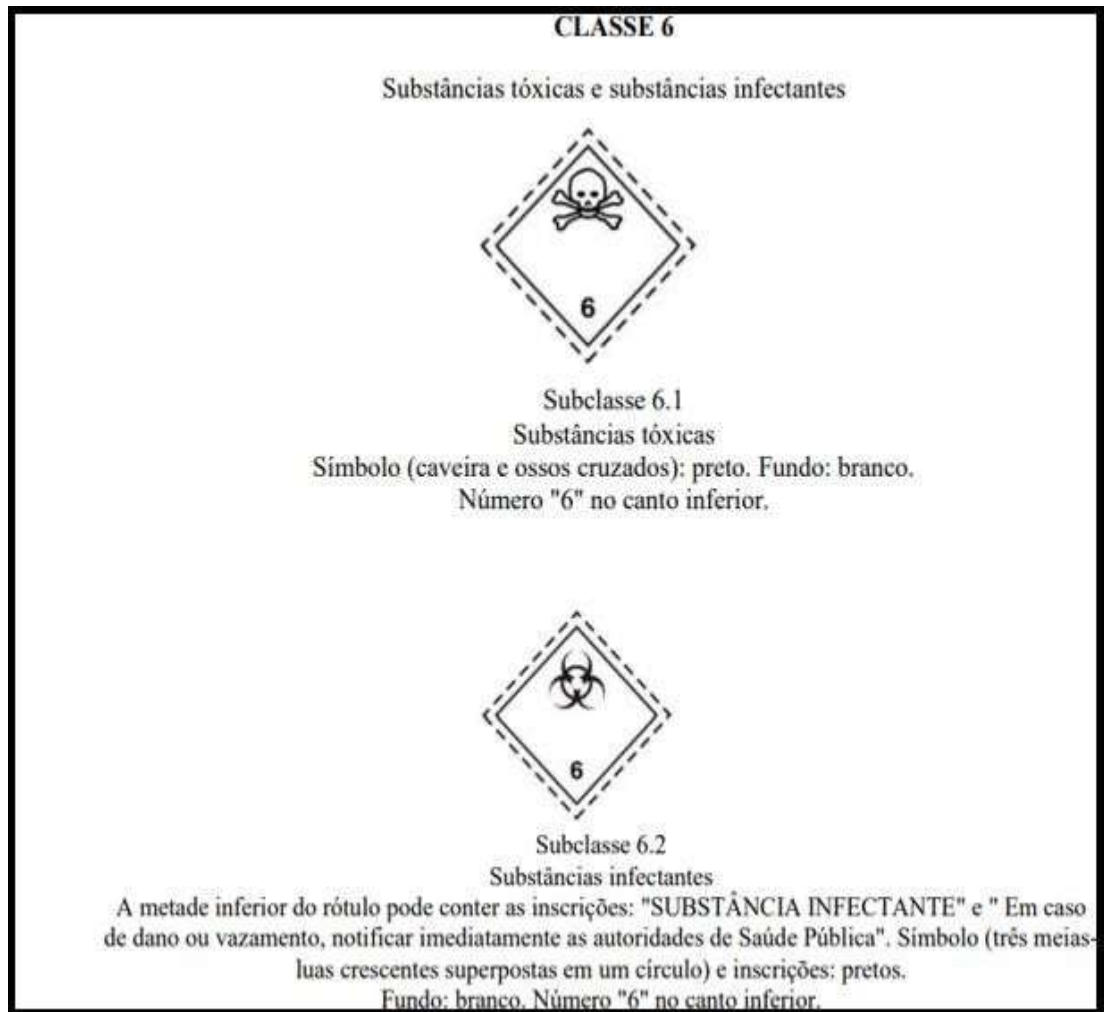 CLASSE 6
Substâncias tóxicas e substâncias infectantes
6
Subclasse 6.1
Substâncias tóxicas
Símbolo (caveira e ossos cruzados): preto. Fundo: branco.
Número "6" no canto inferior.
6
Subclasse 6.2
Substâncias infectantes
A metade inferior do rótulo pode conter as inscrições: "SUBSTÂNCIA INFECTANTE" e " Em caso
de dano ou vazamento, notificar imediatamente as autoridades de Saúde Pública". Símbolo (três meias-
luas crescentes superpostas em um círculo) e inscrições: pretos.
Fundo: branco. Número "6" no canto inferior.